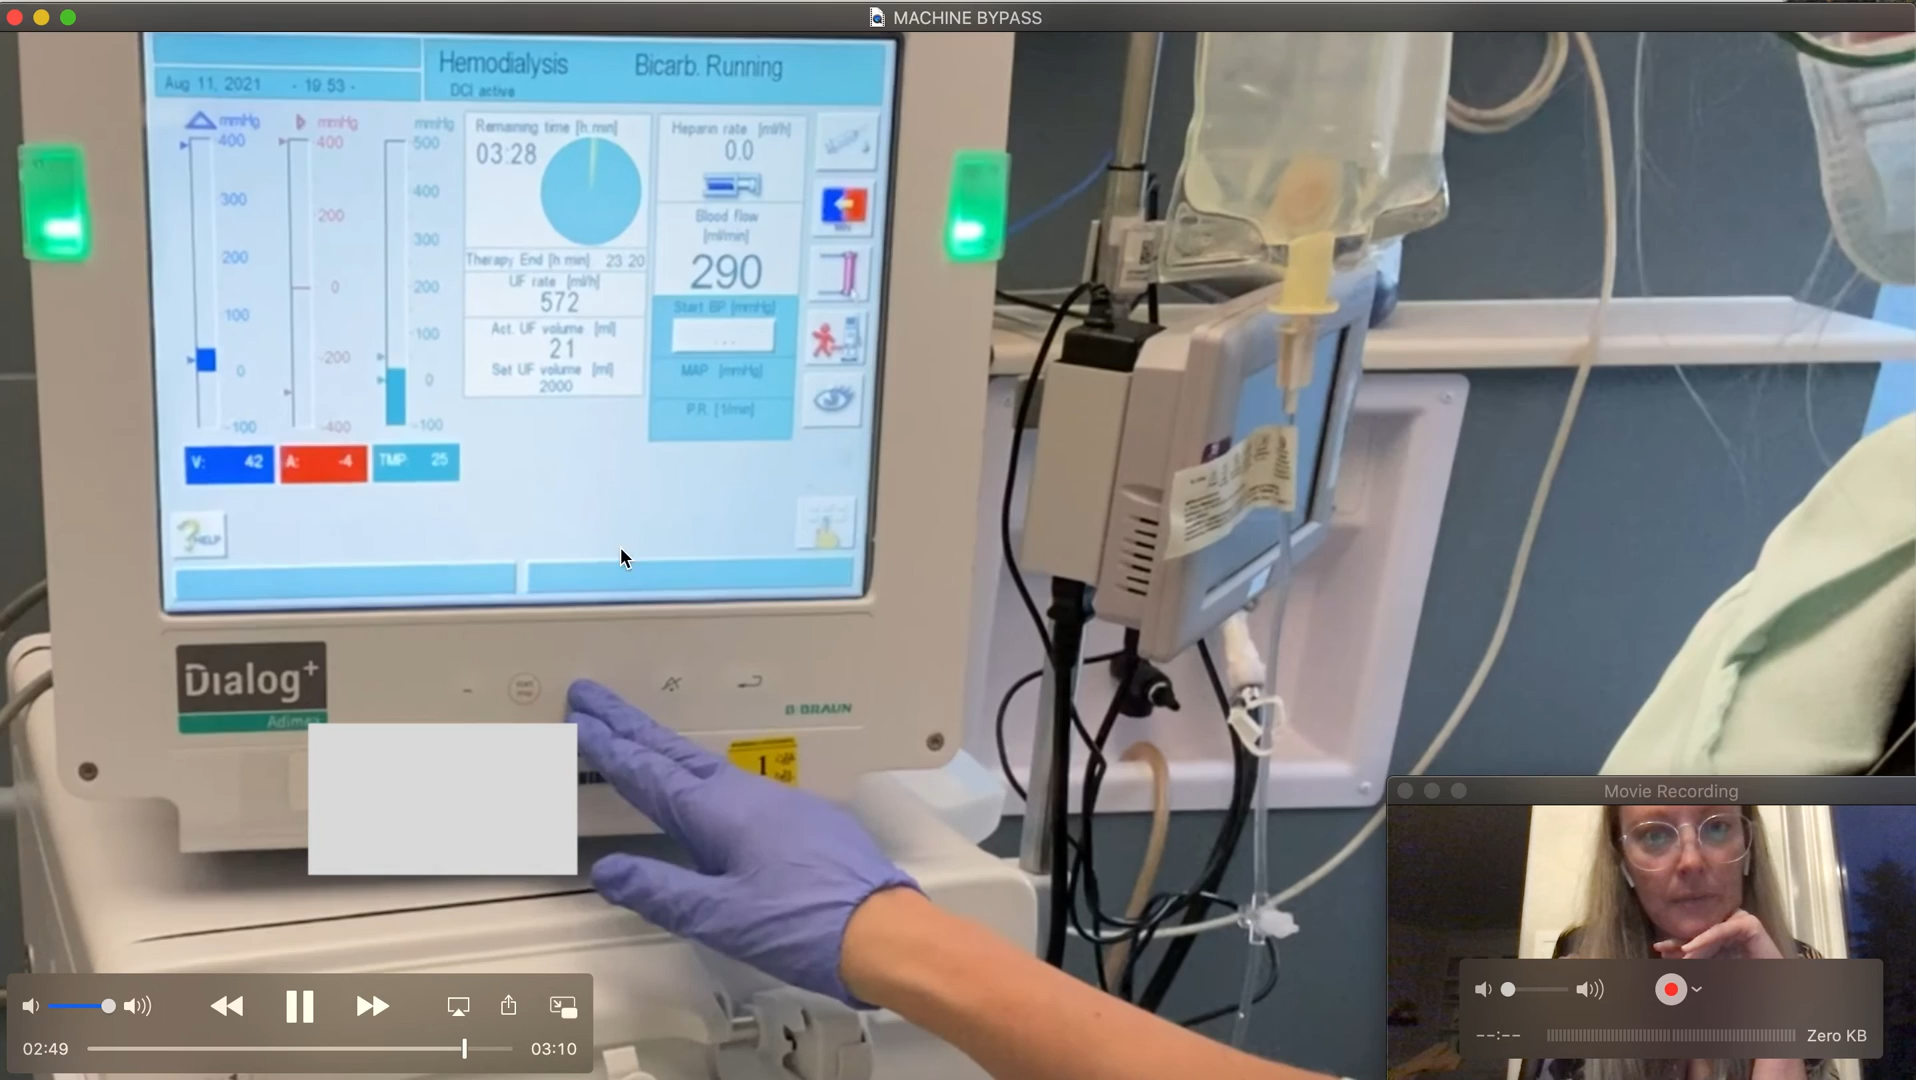 MACHINE BYPASS
Hemodialysis Bicarb. Running
Aug 11, 2021 - 19:53 -
DCI active
mmHg mmHg mmHg
400 400 500
300 200 400
200 0 300
100 -200 200
0 -400 100
-100 0
-100
Remaining time [h:min]
03:28
Therapy End [h:min] 23:20
UF rate [ml/h]
572
Act. UF volume [ml]
21
Set UF volume [ml]
2000
Heparin rate [ml/h]
0.0
Blood flow
[ml/min]
290
Start BP [mmHg]
...
MAP [mmHg]
P.R. [1/min]
MIN
V: 42 A: -4 TMP: 25
? HELP
Dialog+
start
stop
B BRAUN
1
Movie Recording
02:49 03:10
--:-- Zero KB